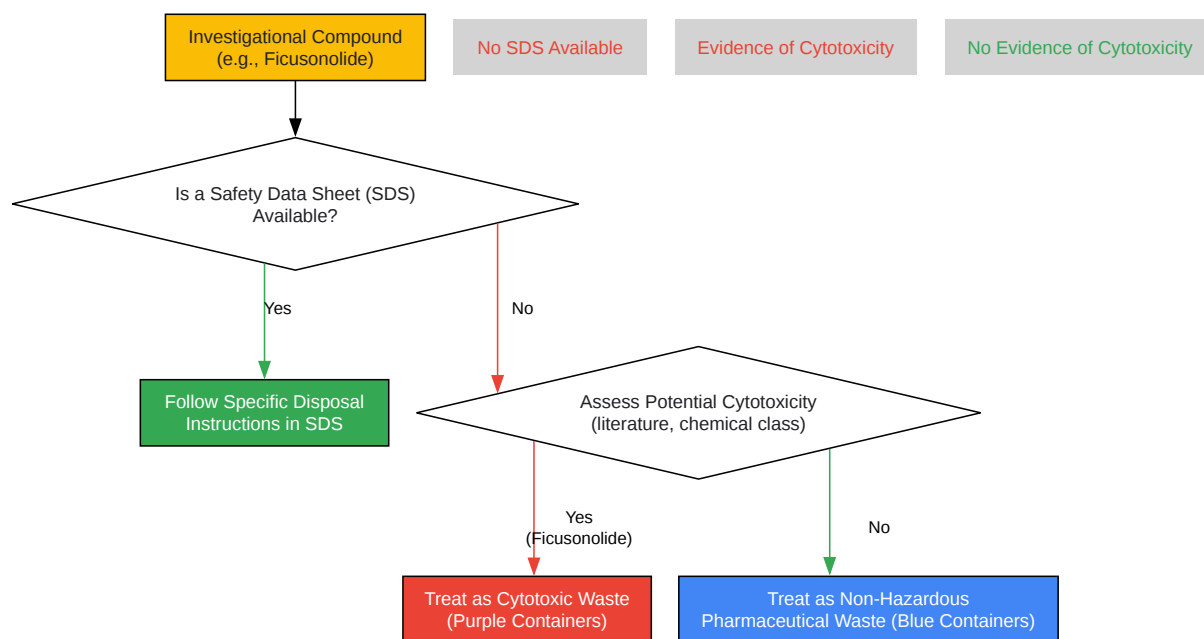 Investigational Compound
(e.g., Ficusonolide)
No SDS Available
Evidence of Cytotoxicity
No Evidence of Cytotoxicity
Is a Safety Data Sheet (SDS)
Available?
Yes
No
Follow Specific Disposal
Instructions in SDS
Assess Potential Cytotoxicity
(literature, chemical class)
Yes
(Ficusonolide)
No
Treat as Cytotoxic Waste
(Purple Containers)
Treat as Non-Hazardous
Pharmaceutical Waste (Blue Containers)